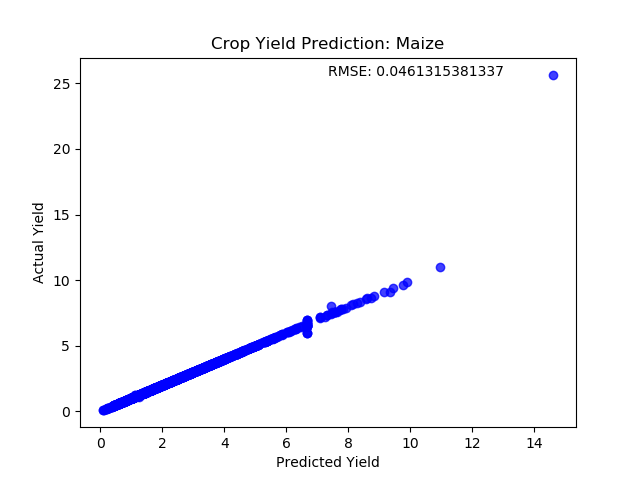 Crop Yield Prediction: Maize
RMSE: 0.0461315381337
25
20
15
10
5
0
Actual Yield
0 2 4 6 8 10 12 14
Predicted Yield